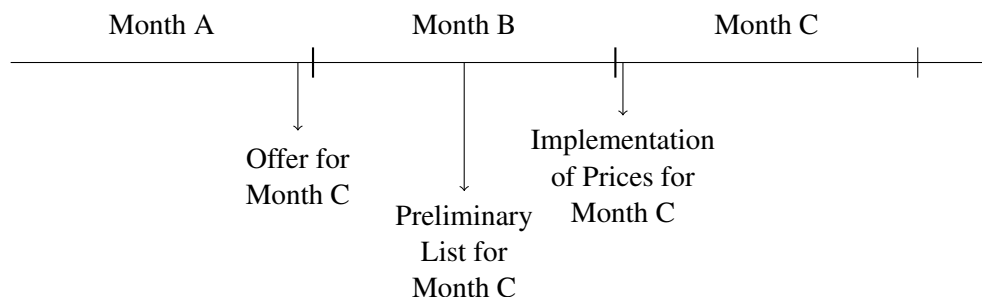 Month A
Month B
Month C
Offer for
Month C
Preliminary
List for
Month C
Implementation
of Prices for
Month C